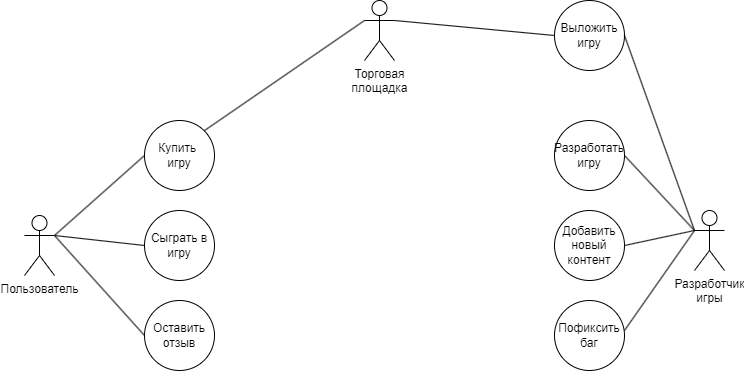 Выложить
игру
Торговая
площадка
Купить
игру
Разработать
игру
Сыграть в
игру
Добавить
новый
контент
Пользователь
Разработчик
игры
Оставить
отзыв
Пофиксить
баг